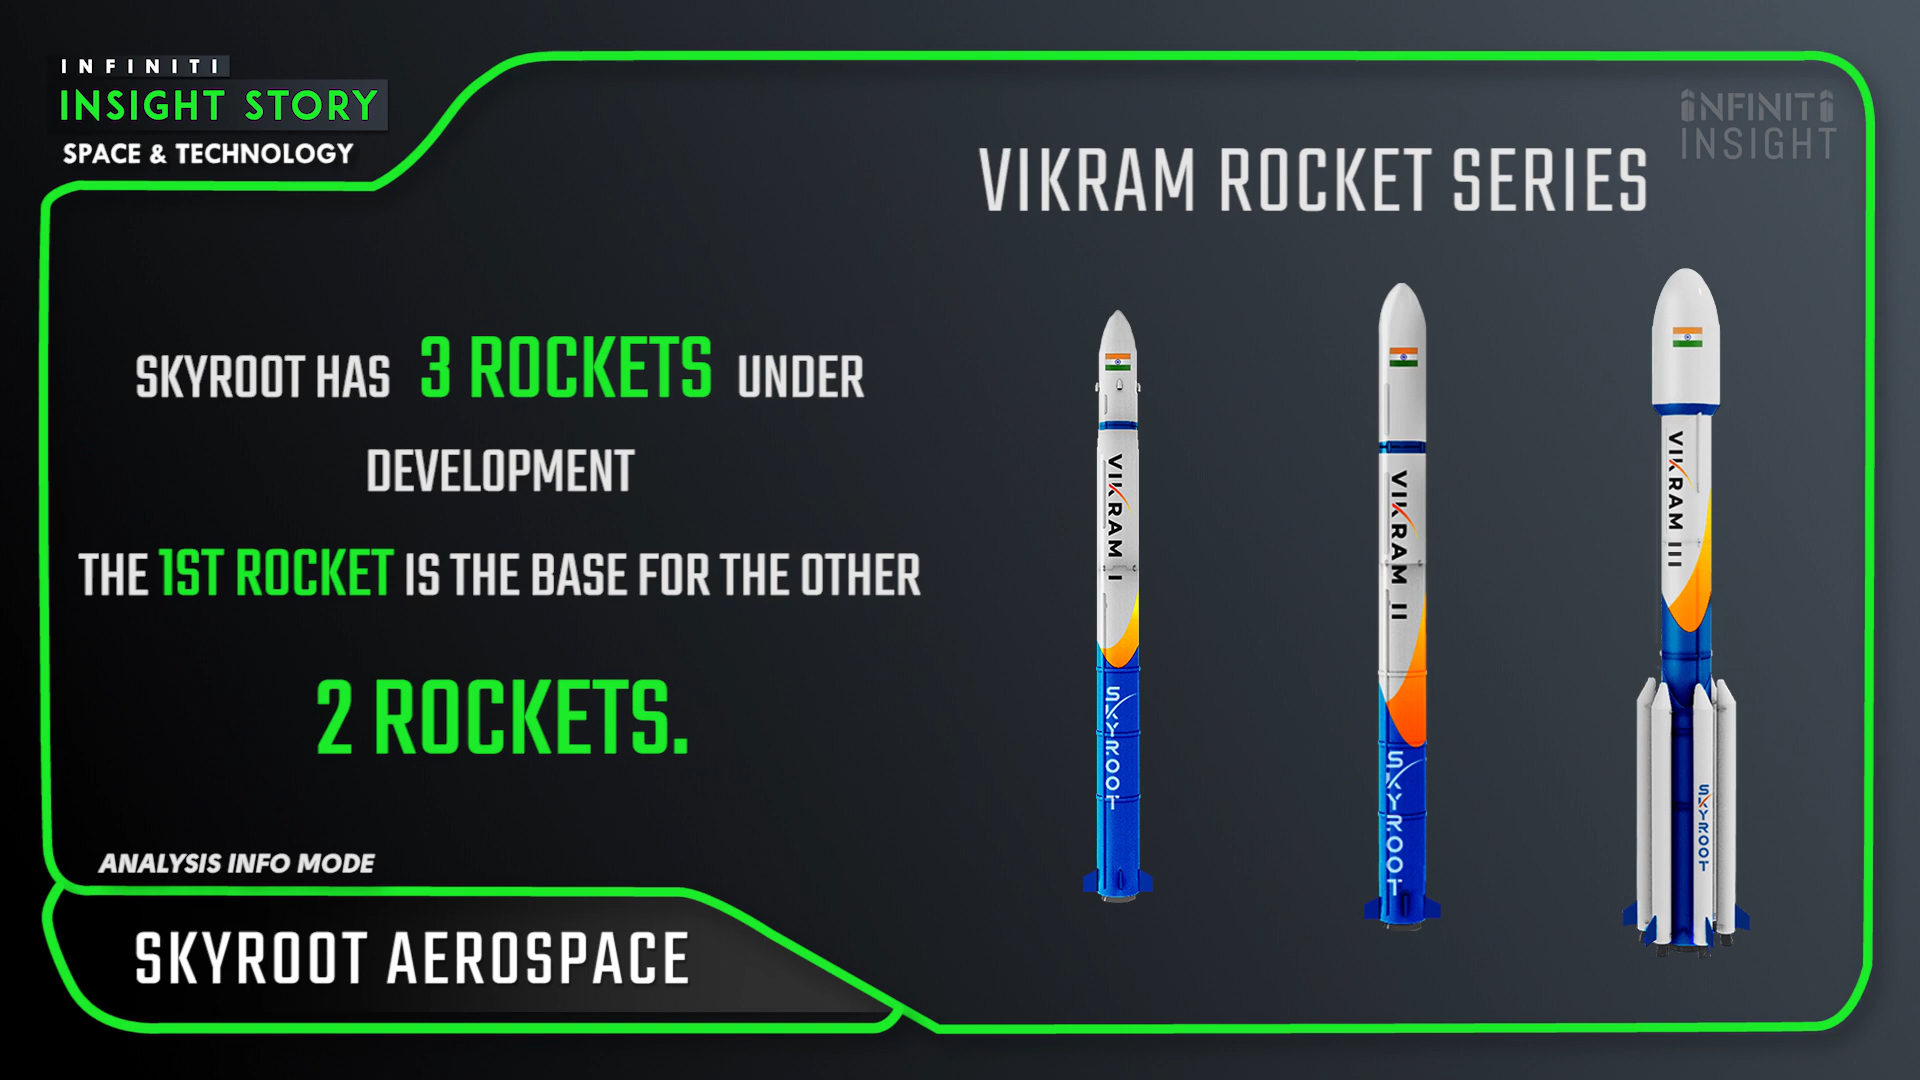 INFINITI
INSIGHT STORY
SPACE & TECHNOLOGY
INFINITI
INSIGHT
VIKRAM ROCKET SERIES
SKYROOT HAS 3 ROCKETS UNDER
DEVELOPMENT
THE 1ST ROCKET IS THE BASE FOR THE OTHER
2 ROCKETS.
VIKRAM I
SKYROOT
VIKRAM II
SKYROOT
VIKRAM III
SKYROOT
ANALYSIS INFO MODE
SKYROOT AEROSPACE